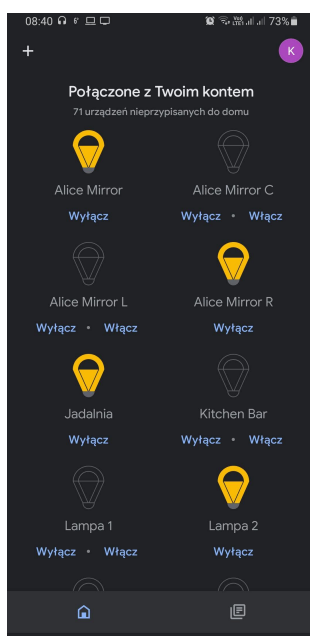 08:40 73%
K
Połączone z Twoim kontem
71 urządzeń nieprzypisanych do domu
Alice Mirror Alice Mirror C
Wyłącz Wyłącz • Włącz
Alice Mirror L Alice Mirror R
Wyłącz • Włącz Wyłącz
Jadalnia Kitchen Bar
Wyłącz Wyłącz • Włącz
Lampa 1 Lampa 2
Wyłącz • Włącz Wyłącz